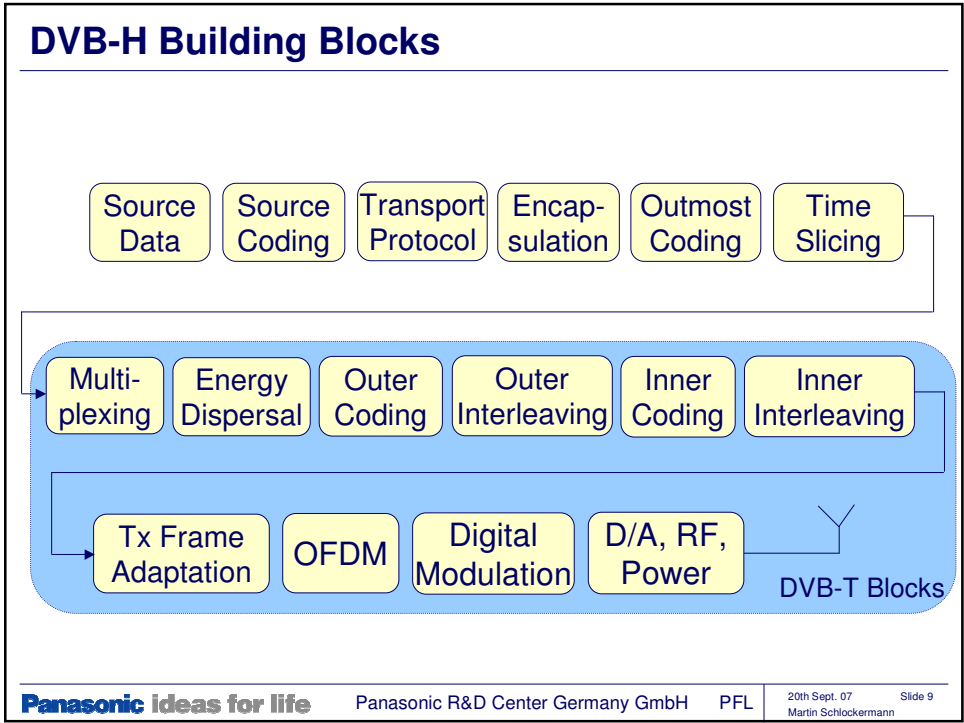 DVB-H Building Blocks
Source
Data
Source
Coding
Transport
Protocol
Encap-
sulation
Outmost
Coding
Time
Slicing
Multi-
plexing
Energy
Dispersal
Outer
Coding
Outer
Interleaving
Inner
Coding
Inner
Interleaving
Tx Frame
Adaptation
OFDM
Digital
Modulation
D/A, RF,
Power
DVB-T Blocks
Panasonic ideas for life
Panasonic R&D Center Germany GmbH
PFL
20th Sept. 07
Slide 9
Martin Schlockermann